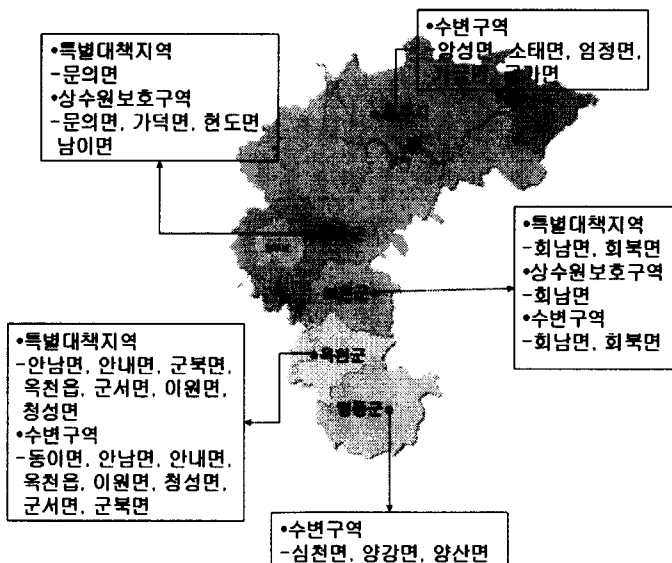 •특별대책지역
-문의면
•상수원보호구역
-문의면, 가덕면, 현도면
남이면
•수변구역
-앙성면, 소태면, 엄정면,
•특별대책지역
-회남면, 회북면
•상수원보호구역
-회남면
•수변구역
-회남면, 회북면
•특별대책지역
-안남면, 안내면, 군북면,
옥천읍, 군서면, 이원면,
청성면
•수변구역
-동이면, 안남면, 안내면,
옥천읍, 이원면, 청성면,
군서면, 군북면
옥천군
영동군
•수변구역
-심천면, 양강면, 양산면